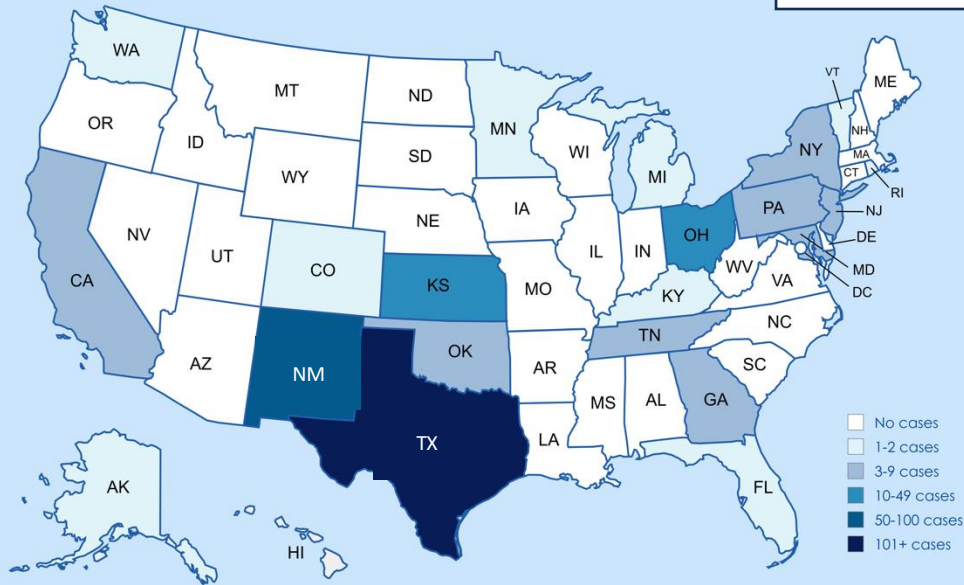 WA
MT
ND
MN
VT
ME
OR
ID
SD
WI
MI
NY
NH
MA
CT
RI
WY
NV
UT
NE
IA
PA
NJ
CA
CO
KS
IL
IN
OH
DE
MD
DC
WV
VA
MO
KY
NC
AZ
NM
OK
AR
TN
SC
TX
LA
MS
AL
GA
FL
AK
HI
No cases
1-2 cases
3-9 cases
10-49 cases
50-100 cases
101+ cases